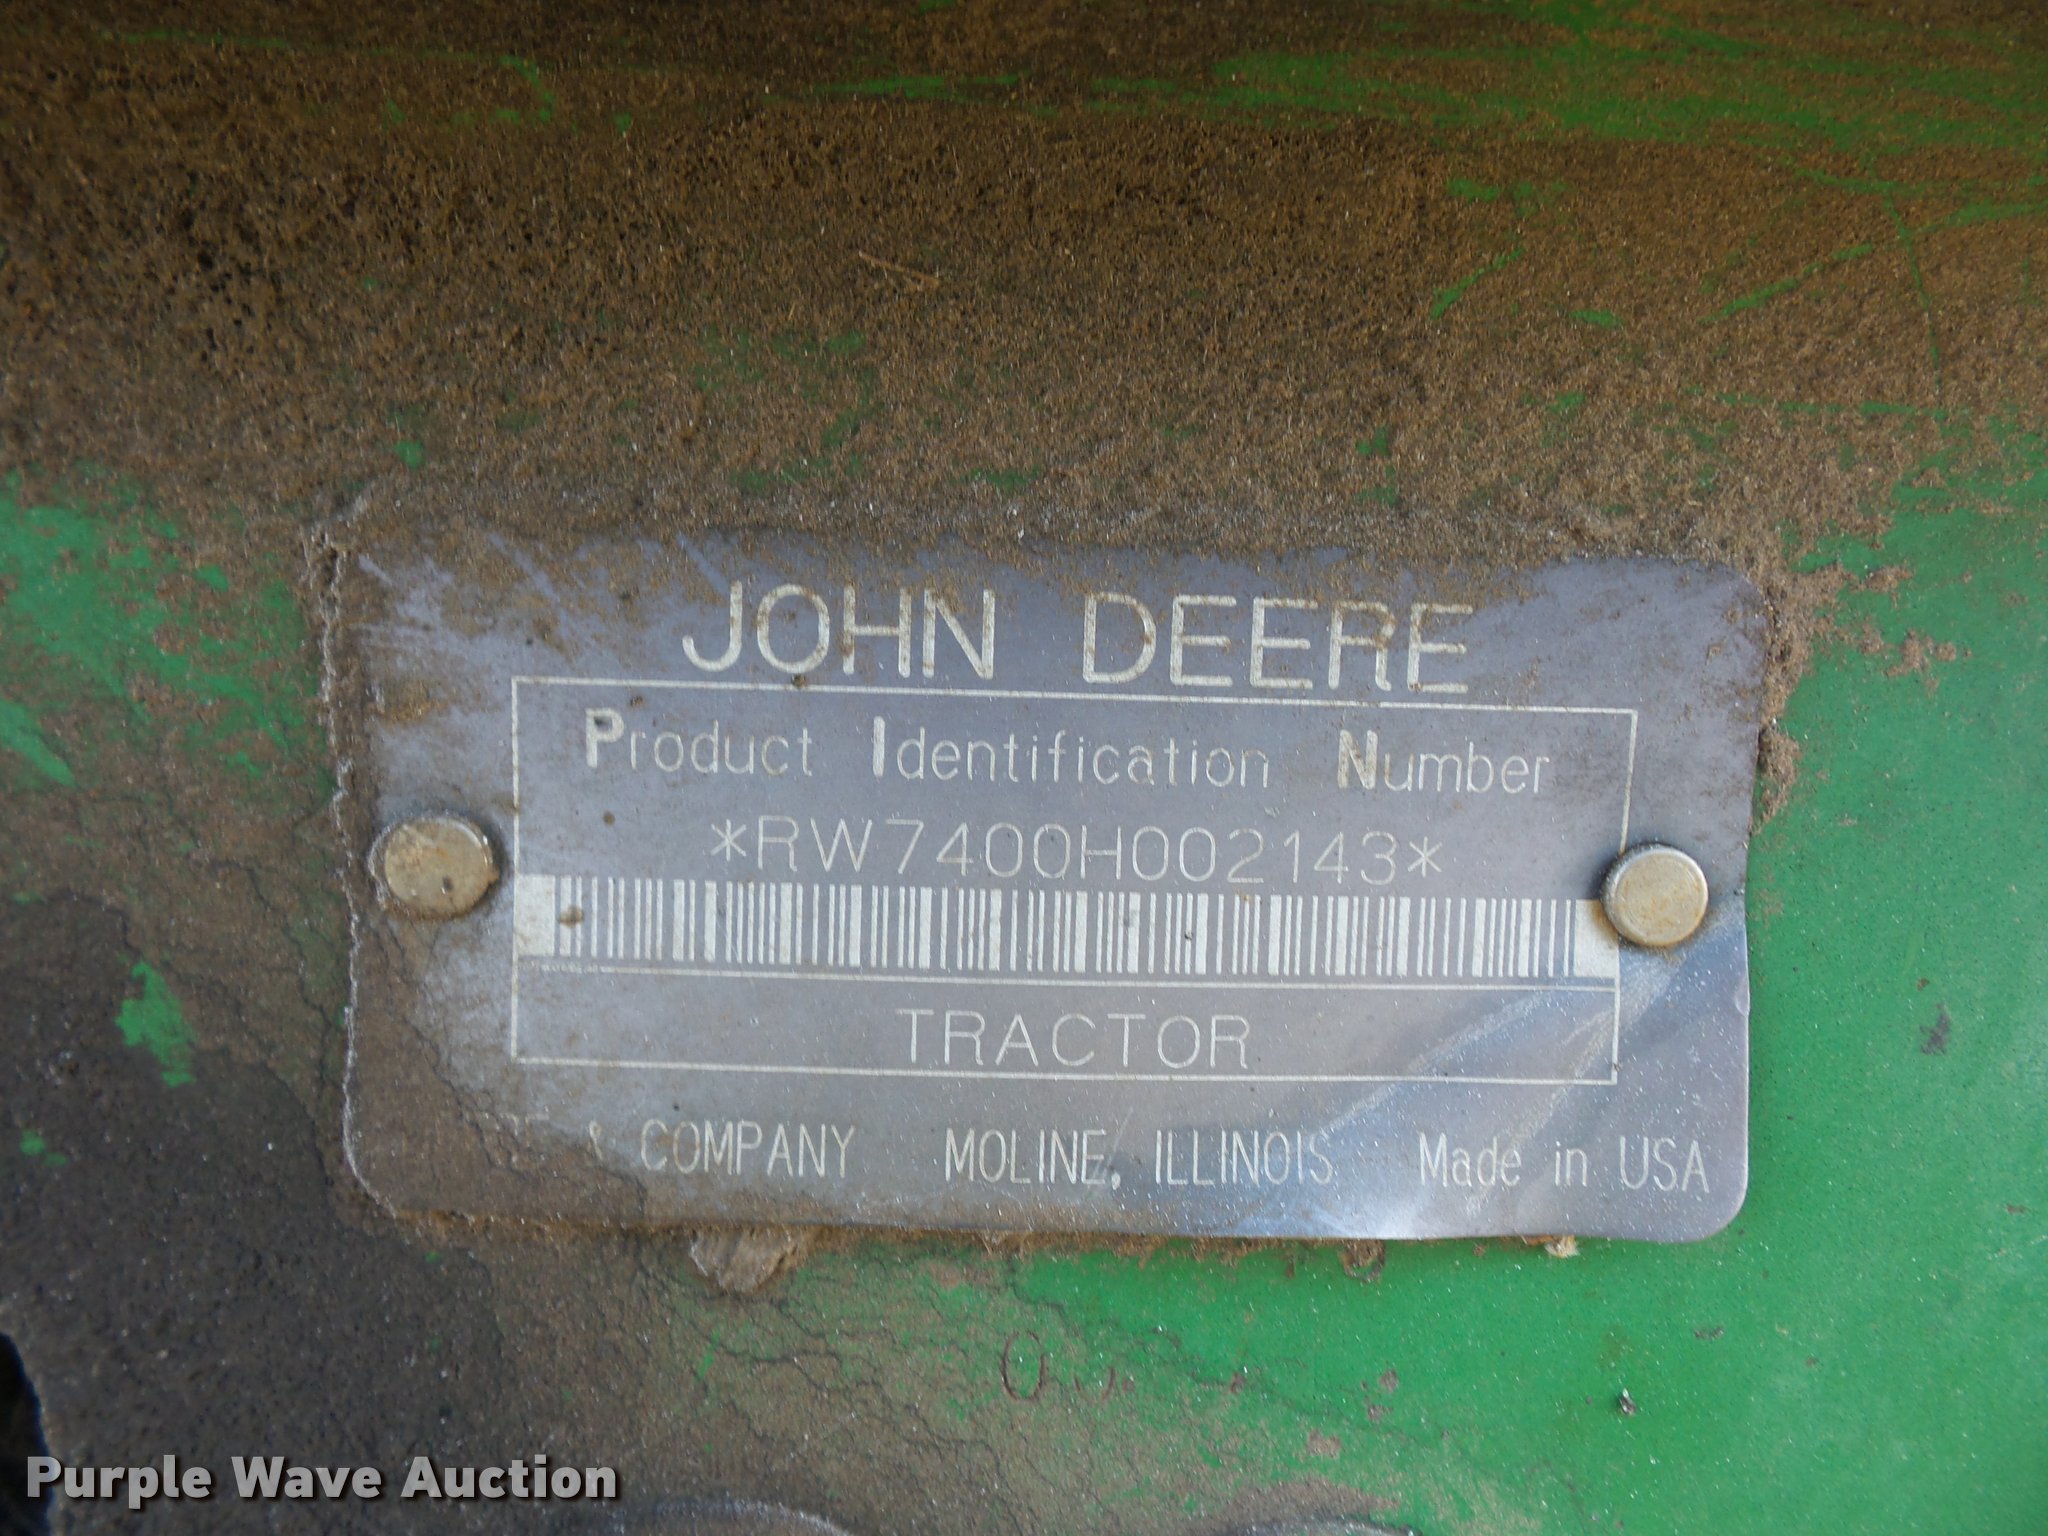 JOHN DEERE
Product Identification Number
*RW7400H002143*
TRACTOR
& COMPANY MOLINE, ILLINOIS Made in USA
Purple Wave Auction